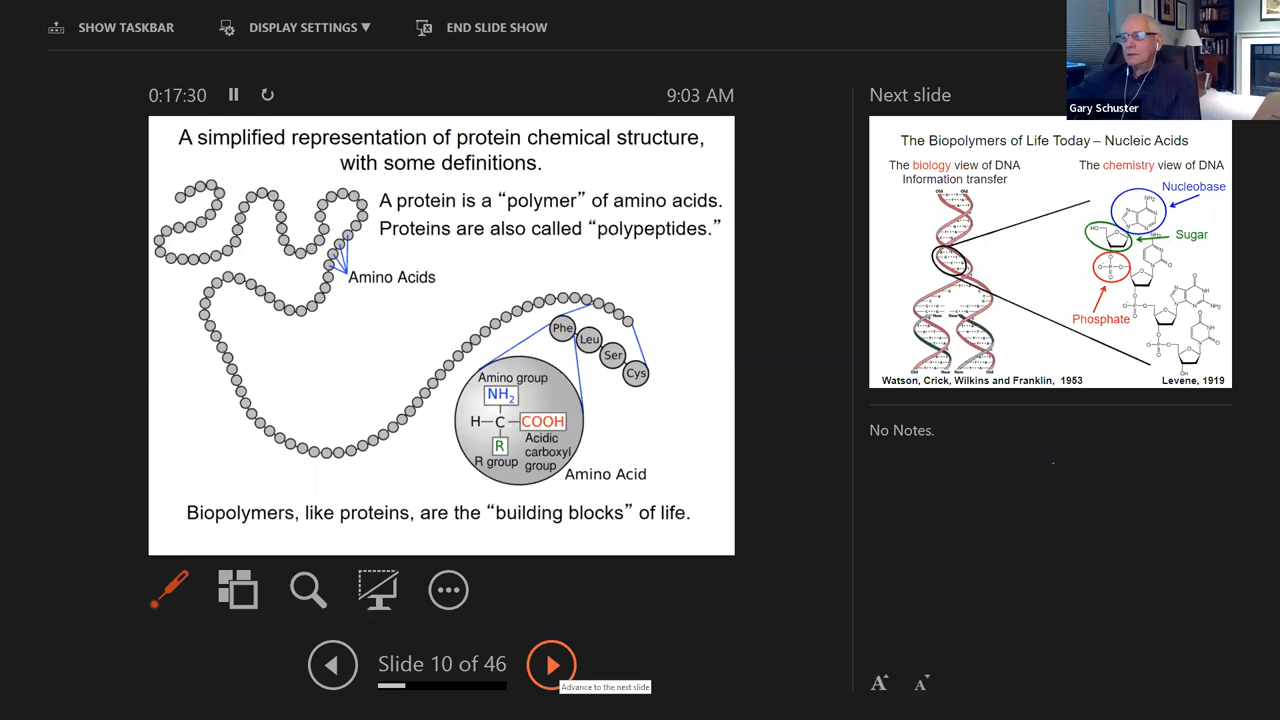 SHOW TASKBAR
DISPLAY SETTINGS ▼
END SLIDE SHOW
Gary Schuster
0:17:30
9:03 AM
A simplified representation of protein chemical structure,
with some definitions.
A protein is a “polymer” of amino acids.
Proteins are also called “polypeptides.”
Amino Acids
Phe
Leu
Ser
Cys
Amino group
NH2
H–C–COOH
R
R group
Acidic
carboxyl
group
Amino Acid
Biopolymers, like proteins, are the “building blocks” of life.
Slide 10 of 46
Advance to the next slide
Next slide
The Biopolymers of Life Today – Nucleic Acids
The biology view of DNA
Information transfer
The chemistry view of DNA
Nucleobase
Sugar
Phosphate
Watson, Crick, Wilkins and Franklin, 1953
Levene, 1919
No Notes.
A A